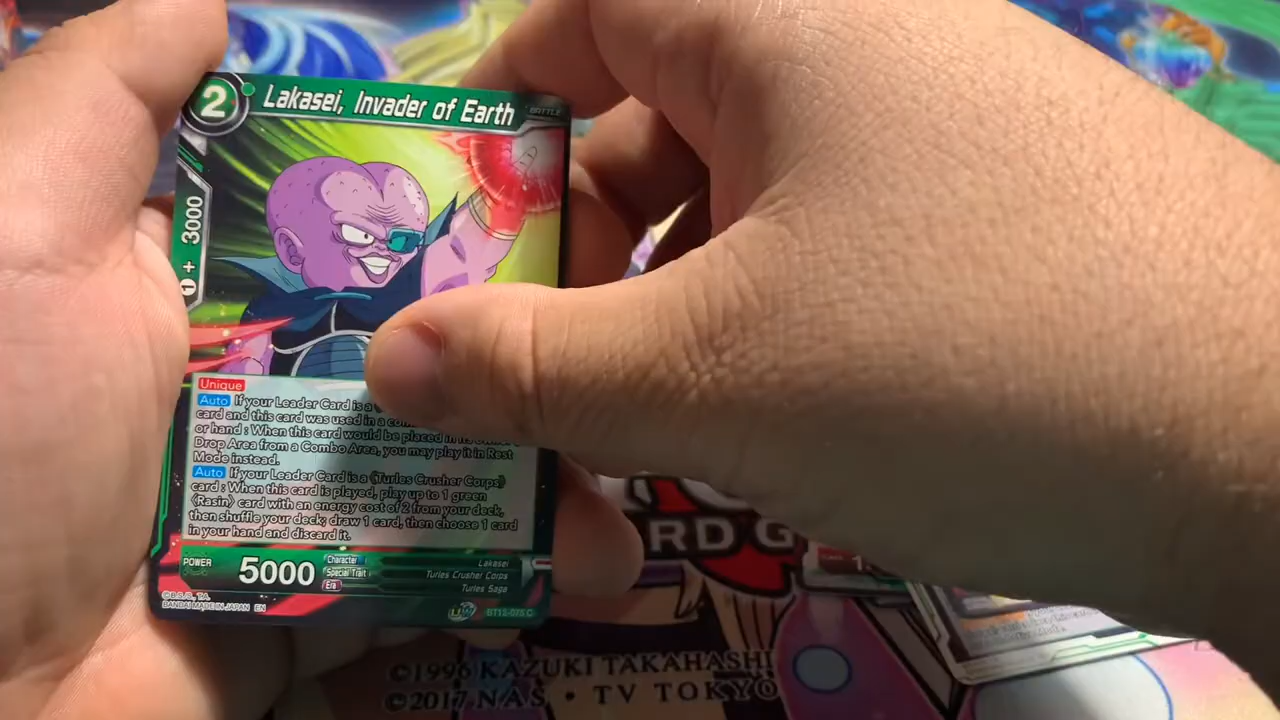 2 Lakasei, Invader of Earth BATTLE
1 + 3000
Unique
Auto If your Leader Card is a
card and this card was used in a
or hand : When this card would be placed in
Drop Area from a Combo Area, you may play it in Rest
Mode instead.
Auto If your Leader Card is a 《Turles Crusher Corps》
card : When this card is played, play up to 1 green
〈Rasin〉 card with an energy cost of 2 from your deck,
then shuffle your deck; draw 1 card, then choose 1 card
in your hand and discard it.
POWER 5000
Character Lakasei
Special Trait Turles Crusher Corps
Era Turles Saga
©B.S./S., T.A.
BANDAI MADE IN JAPAN EN
UW
RD G
©1996 KAZUKI TAKAHASHI
©2017 NAS • TV TOKYO